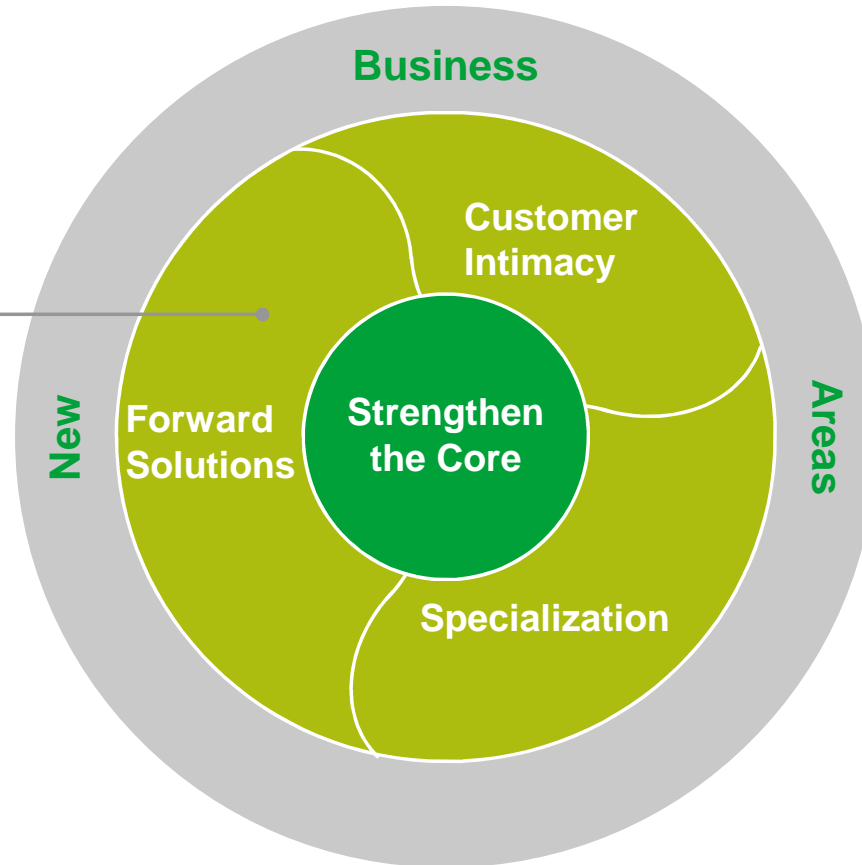 Business
Customer
Intimacy
New
Forward
Solutions
Strengthen
the Core
Areas
Specialization